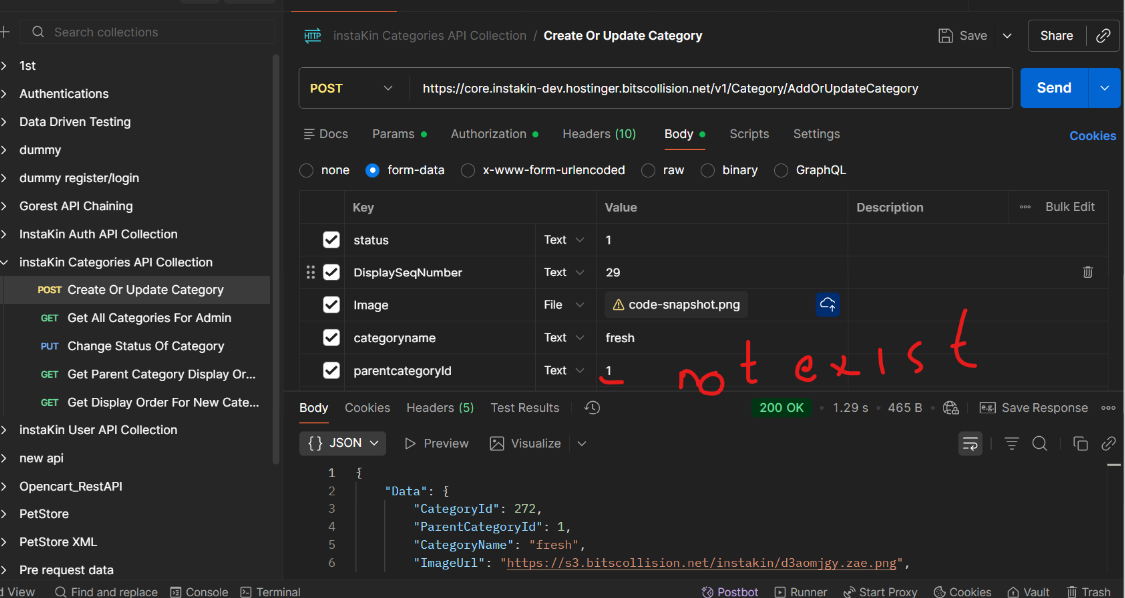 Search collections
instaKin Categories API Collection / Create Or Update Category
Save
Share
1st
Authentications
Data Driven Testing
dummy
dummy register/login
Gorest API Chaining
InstaKin Auth API Collection
instaKin Categories API Collection
POST Create Or Update Category
GET Get All Categories For Admin
PUT Change Status Of Category
GET Get Parent Category Display Or...
GET Get Display Order For New Cate...
instaKin User API Collection
new api
Opencart_RestAPI
PetStore
PetStore XML
Pre request data
POST https://core.instakin-dev.hostinger.bitscollision.net/v1/Category/AddOrUpdateCategory Send
Docs Params Authorization Headers (10) Body Scripts Settings Cookies
none form-data x-www-form-urlencoded raw binary GraphQL
Key Value Description Bulk Edit
status Text 1
DisplaySeqNumber Text 29
Image File code-snapshot.png
categoryname Text fresh
parentcategoryId Text 1
not exist
Body Cookies Headers (5) Test Results 200 OK 1.29 s 465 B e.g. Save Response
{} JSON Preview Visualize
1 {
2 "Data": {
3 "CategoryId": 272,
4 "ParentCategoryId": 1,
5 "CategoryName": "fresh",
6 "ImageUrl": "https://s3.bitscollision.net/instakin/d3aomjgy.zae.png",
d View Find and replace Console Terminal Postbot Runner Start Proxy Cookies Vault Trash